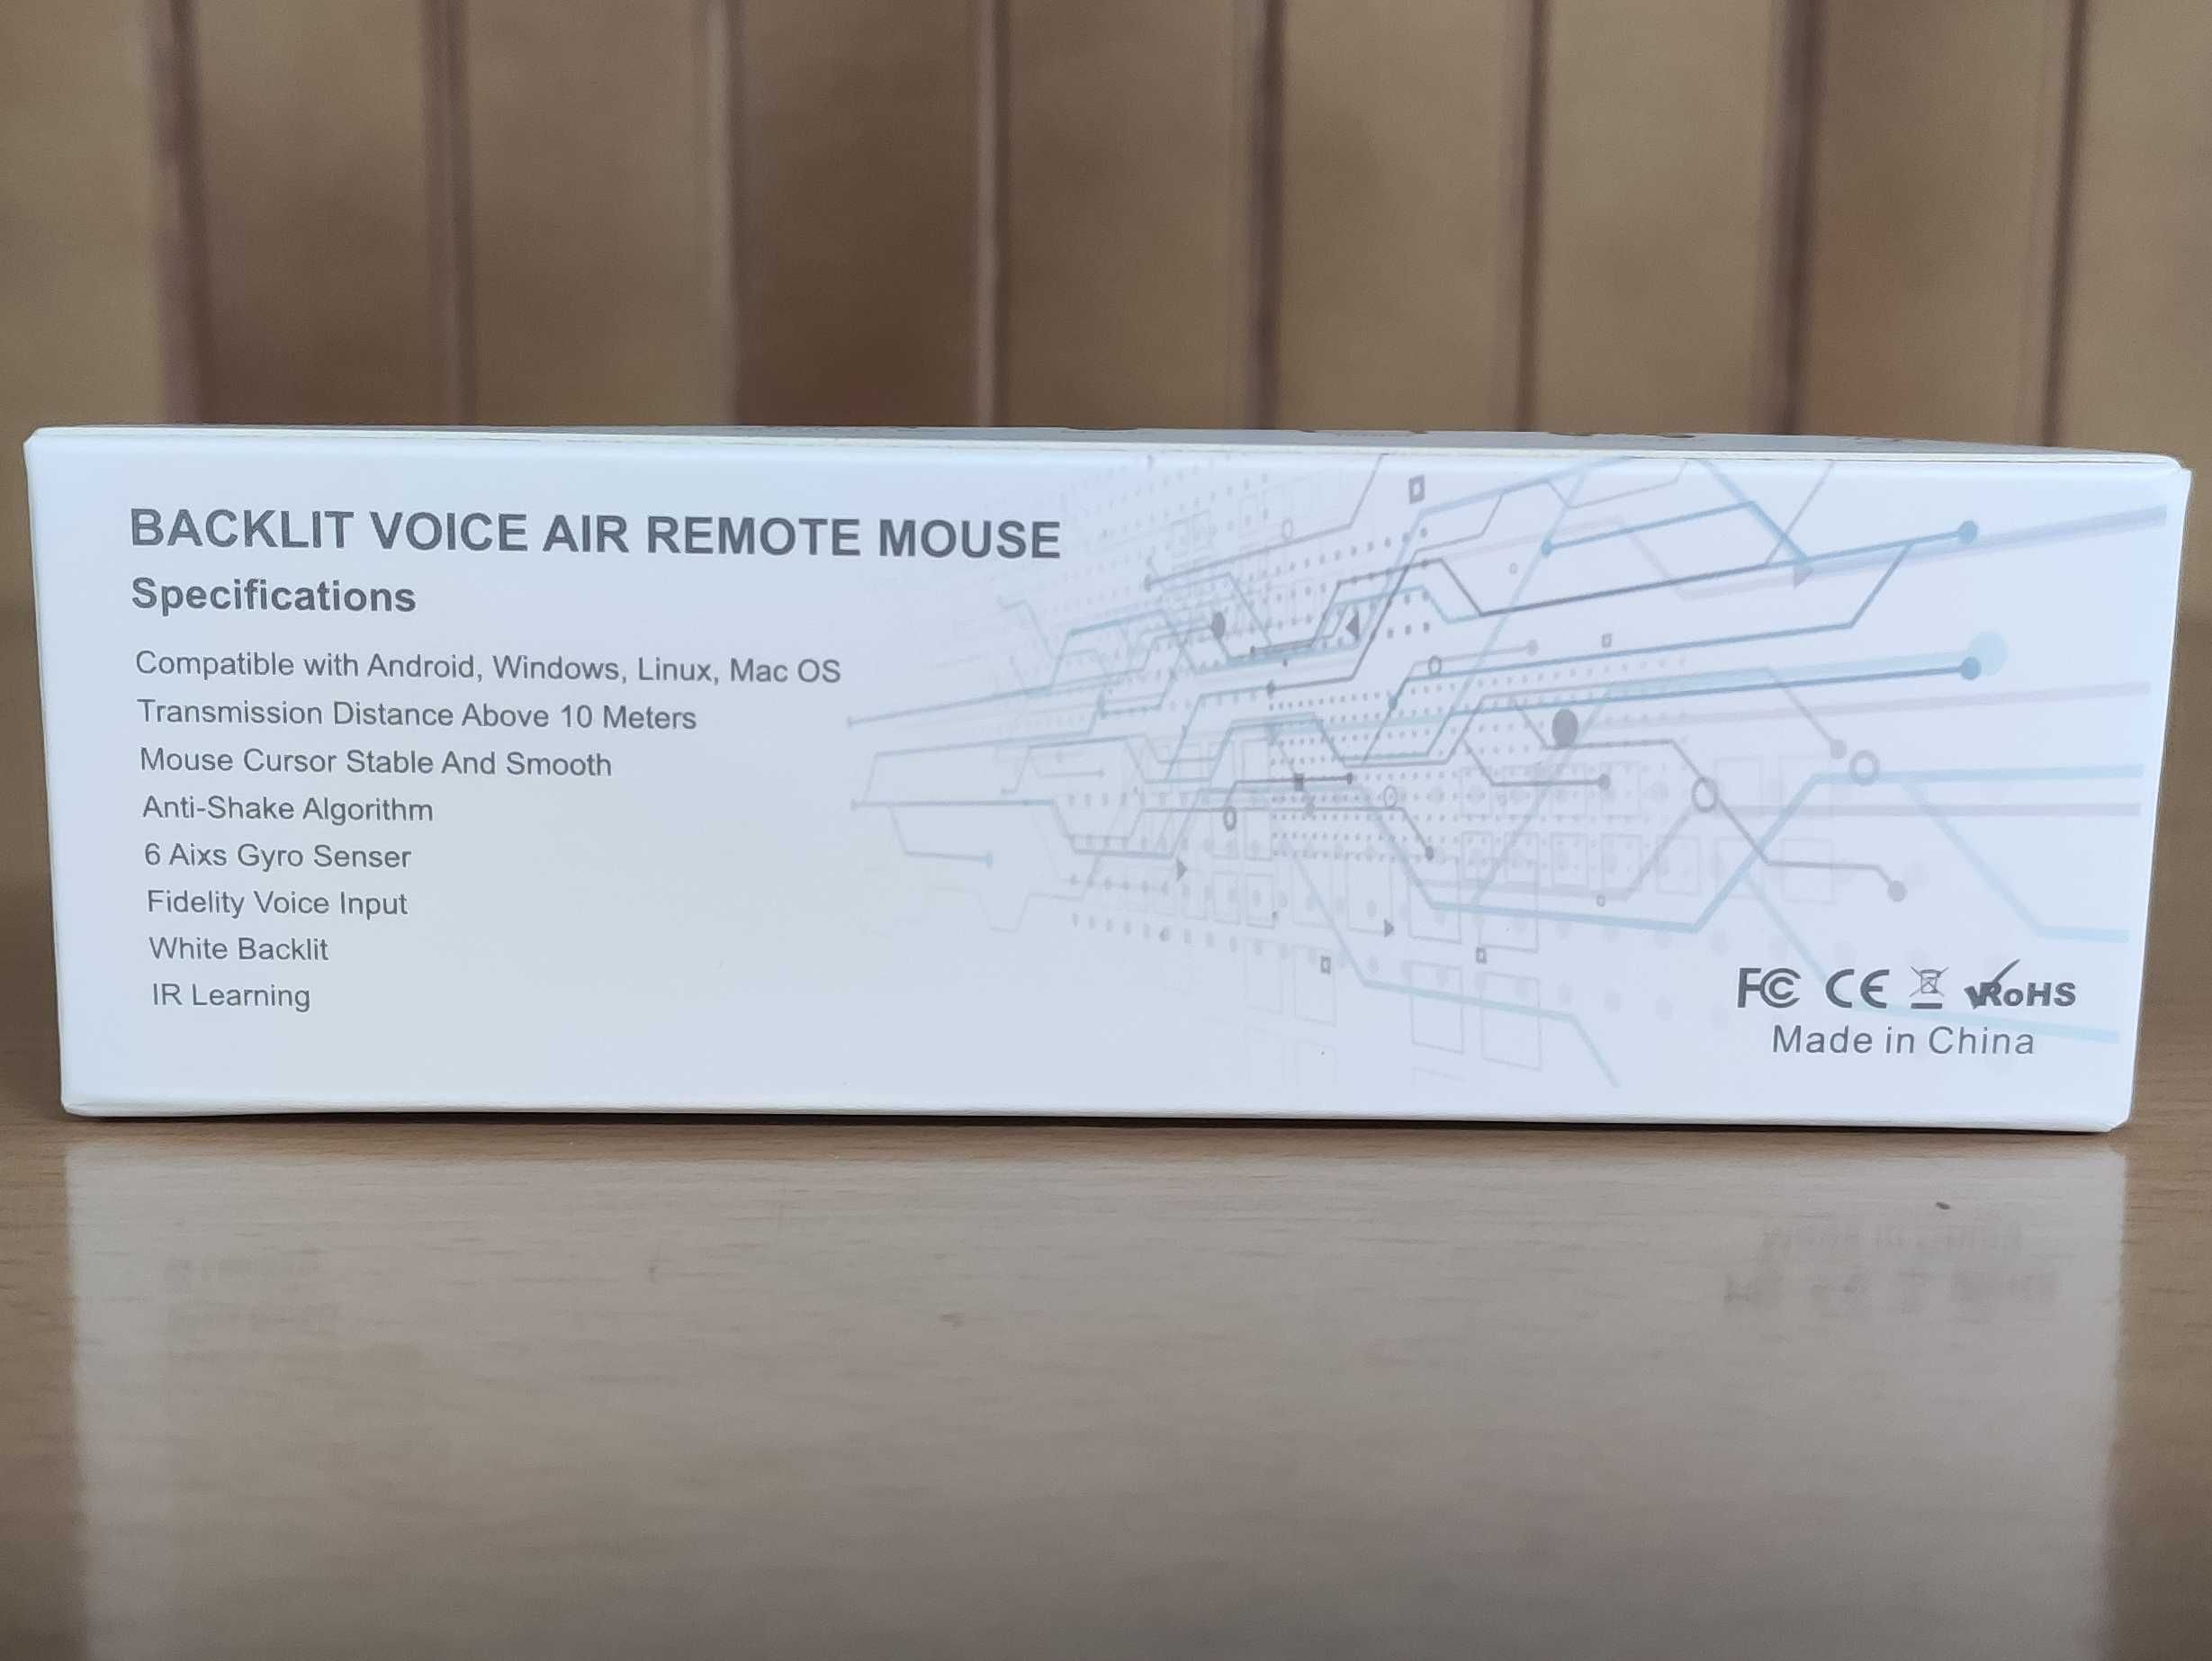 BACKLIT VOICE AIR REMOTE MOUSE
Specifications
Compatible with Android, Windows, Linux, Mac OS
Transmission Distance Above 10 Meters
Mouse Cursor Stable And Smooth
Anti-Shake Algorithm
6 Aixs Gyro Senser
Fidelity Voice Input
White Backlit
IR Learning
FC CE RoHS
Made in China